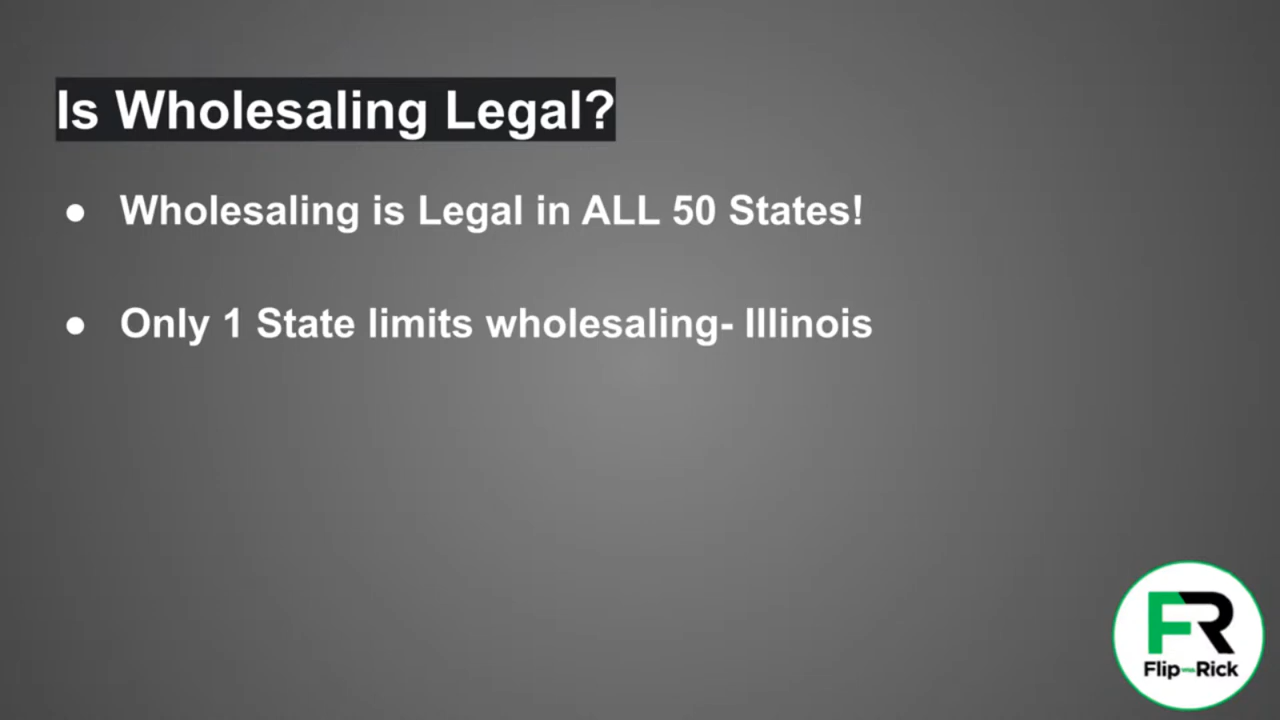 Is Wholesaling Legal?
● Wholesaling is Legal in ALL 50 States!
● Only 1 State limits wholesaling- Illinois
FR
Flip with Rick